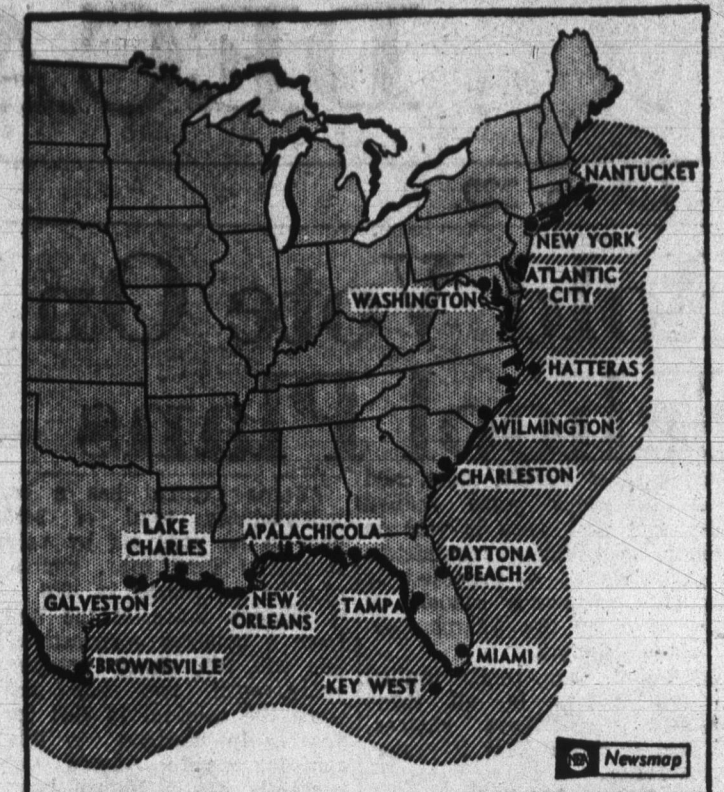 NANTUCKET
NEW YORK
ATLANTIC
CITY
WASHINGTON
HATTERAS
WILMINGTON
CHARLESTON
LAKE
CHARLES
APALACHICOLA
DAYTONA
BEACH
GALVESTON
NEW
ORLEANS
TAMPA
MIAMI
BROWNSVILLE
KEY WEST
NEA Newsmap